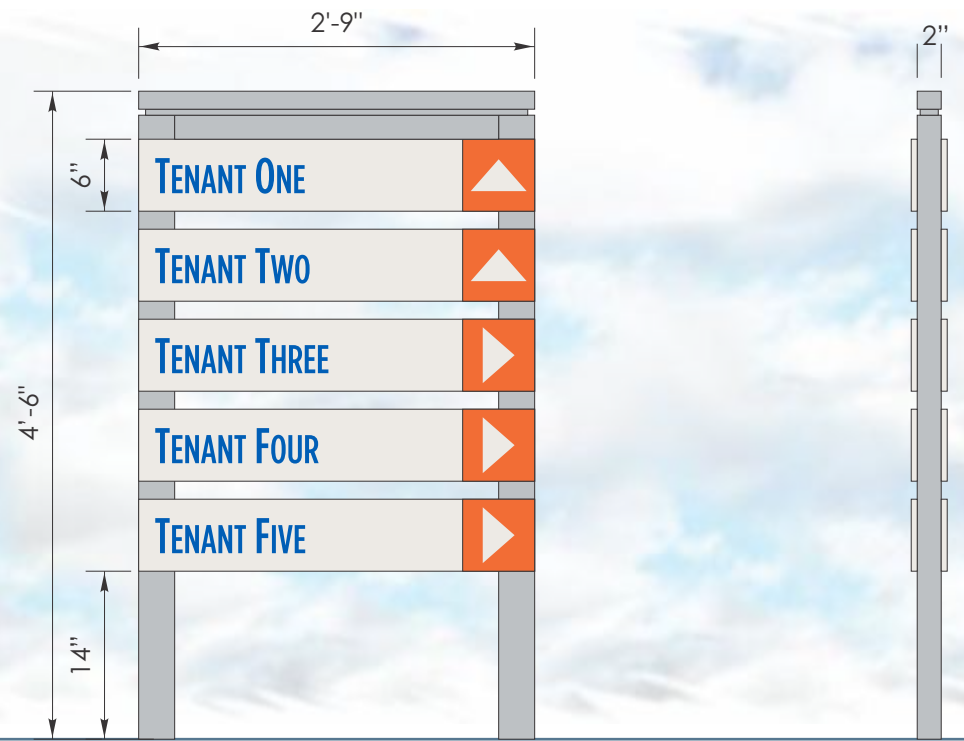 2'-9"
2"
6"
TENANT ONE
TENANT TWO
TENANT THREE
4'-6"
TENANT FOUR
TENANT FIVE
14"